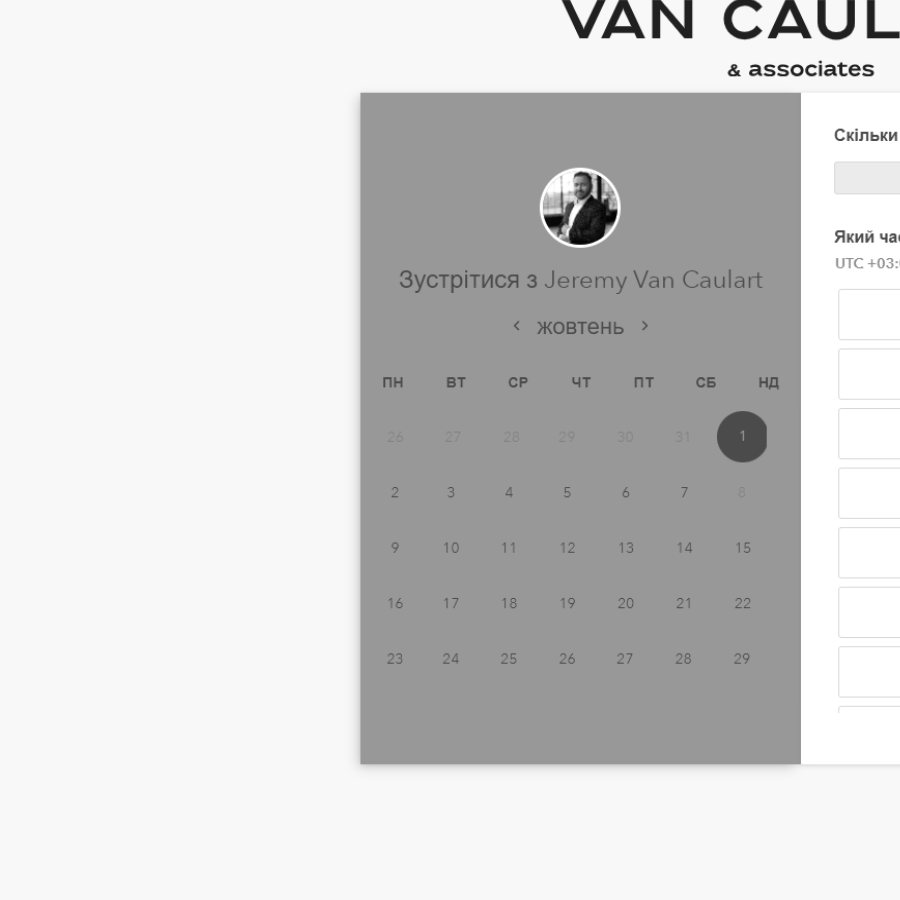 VAN CAUL
& associates
Зустрітися з Jeremy Van Caulart
жовтень
ПН ВТ СР ЧТ ПТ СБ НД
26 27 28 29 30 31 1
2 3 4 5 6 7 8
9 10 11 12 13 14 15
16 17 18 19 20 21 22
23 24 25 26 27 28 29
Скільки
Який ча
UTC +03: